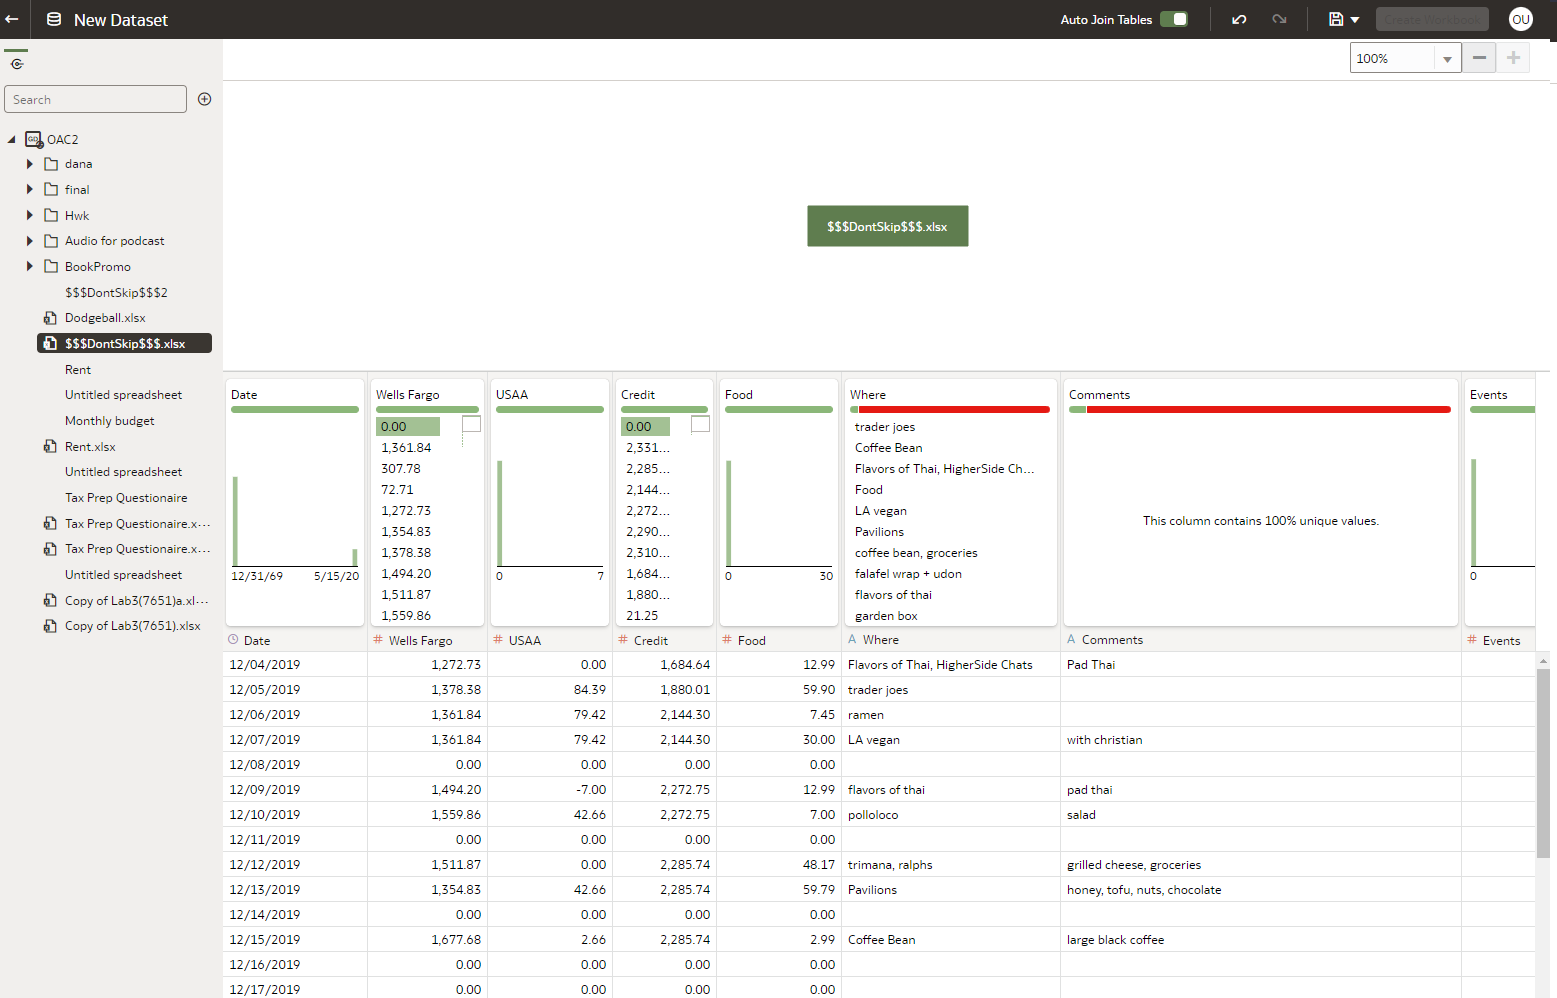 New Dataset
Auto Join Tables
Create Workbook
OU
100%
Search
OAC2
dana
final
Hwk
Audio for podcast
BookPromo
$$$DontSkip$$$2
Dodgeball.xlsx
$$$DontSkip$$$.xlsx
Rent
Untitled spreadsheet
Monthly budget
Rent.xlsx
Untitled spreadsheet
Tax Prep Questionaire
Tax Prep Questionaire.x...
Tax Prep Questionaire.x...
Untitled spreadsheet
Copy of Lab3(7651)a.xl...
Copy of Lab3(7651).xlsx
$$$DontSkip$$$.xlsx
Date
12/31/69 5/15/20
Wells Fargo
0.00
1,361.84
307.78
72.71
1,272.73
1,354.83
1,378.38
1,494.20
1,511.87
1,559.86
USAA
0 7
Credit
0.00
2,331...
2,285...
2,144...
2,272...
2,290...
2,310...
1,684...
1,880...
21.25
Food
0 30
Where
trader joes
Coffee Bean
Flavors of Thai, HigherSide Ch...
Food
LA vegan
Pavilions
coffee bean, groceries
falafel wrap + udon
flavors of thai
garden box
Comments
This column contains 100% unique values.
Events
0
Date # Wells Fargo # USAA # Credit # Food A Where A Comments # Events
12/04/2019 1,272.73 0.00 1,684.64 12.99 Flavors of Thai, HigherSide Chats Pad Thai
12/05/2019 1,378.38 84.39 1,880.01 59.90 trader joes
12/06/2019 1,361.84 79.42 2,144.30 7.45 ramen
12/07/2019 1,361.84 79.42 2,144.30 30.00 LA vegan with christian
12/08/2019 0.00 0.00 0.00 0.00
12/09/2019 1,494.20 -7.00 2,272.75 12.99 flavors of thai pad thai
12/10/2019 1,559.86 42.66 2,272.75 7.00 polloloco salad
12/11/2019 0.00 0.00 0.00 0.00
12/12/2019 1,511.87 0.00 2,285.74 48.17 trimana, ralphs grilled cheese, groceries
12/13/2019 1,354.83 42.66 2,285.74 59.79 Pavilions honey, tofu, nuts, chocolate
12/14/2019 0.00 0.00 0.00 0.00
12/15/2019 1,677.68 2.66 2,285.74 2.99 Coffee Bean large black coffee
12/16/2019 0.00 0.00 0.00 0.00
12/17/2019 0.00 0.00 0.00 0.00